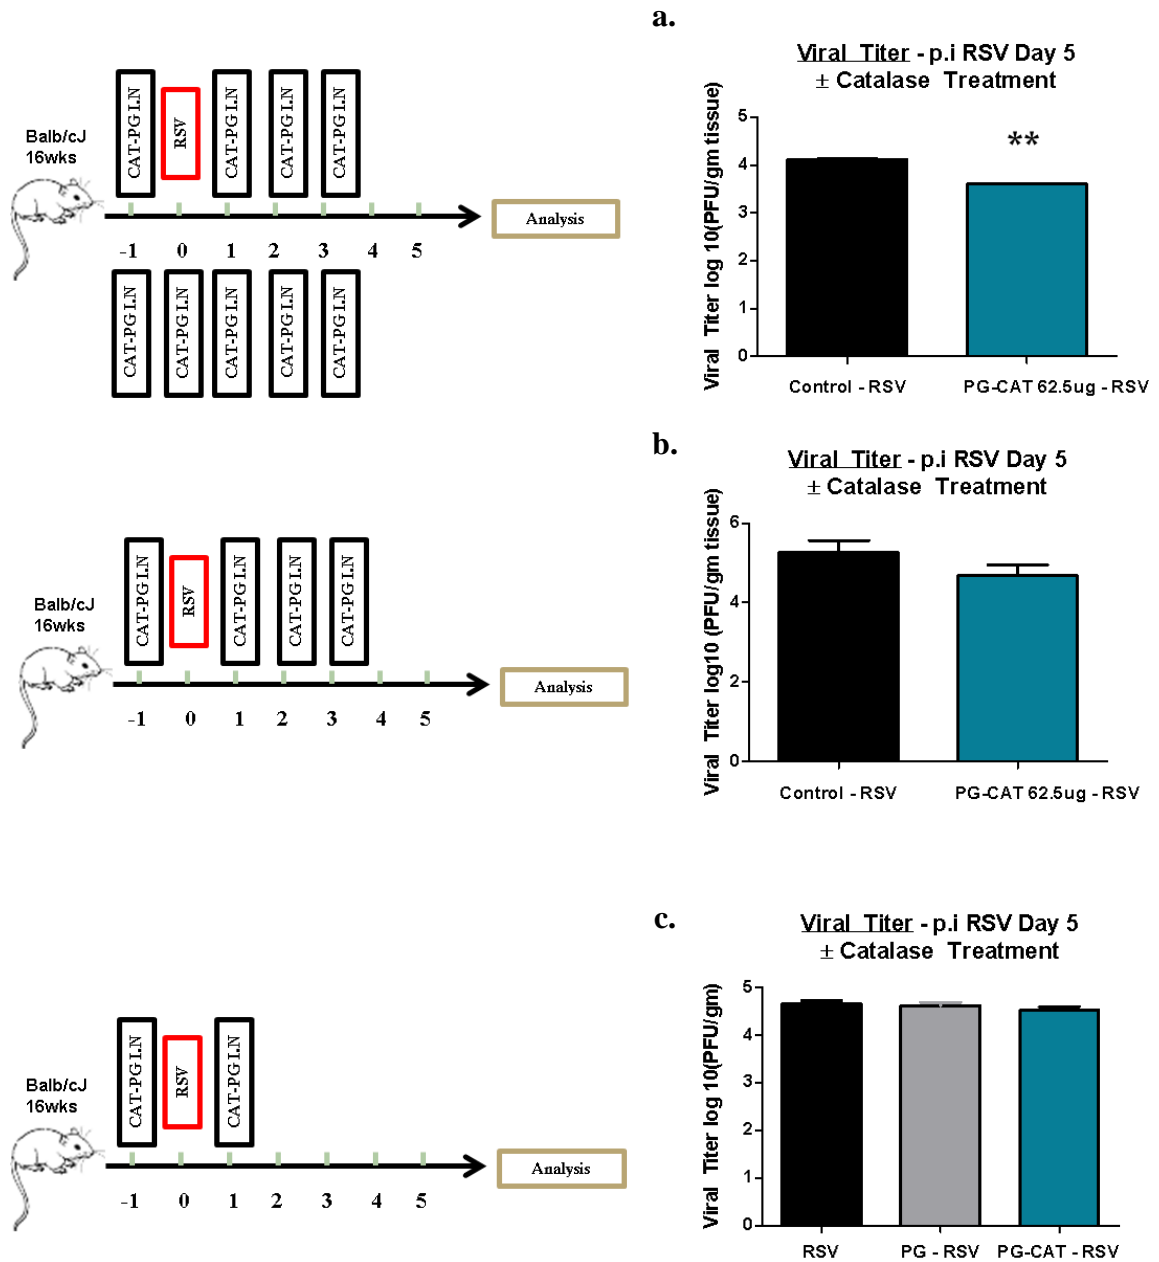 a.
Balb/cJ
16wks
CAT-PG I.N
RSV
CAT-PG I.N
CAT-PG I.N
CAT-PG I.N
-1 0 1 2 3 4 5
Analysis
CAT-PG I.N
CAT-PG I.N
CAT-PG I.N
CAT-PG I.N
CAT-PG I.N
Viral Titer - p.i RSV Day 5
± Catalase Treatment
Viral Titer log 10(PFU/gm tissue)
5
4
3
2
1
0
**
Control - RSV
PG-CAT 62.5ug - RSV
b.
Balb/cJ
16wks
CAT-PG I.N
RSV
CAT-PG I.N
CAT-PG I.N
CAT-PG I.N
-1 0 1 2 3 4 5
Analysis
Viral Titer - p.i RSV Day 5
± Catalase Treatment
Viral Titer log10 (PFU/gm tissue)
6
4
2
0
Control - RSV
PG-CAT 62.5ug - RSV
c.
Balb/cJ
16wks
CAT-PG I.N
RSV
CAT-PG I.N
-1 0 1 2 3 4 5
Analysis
Viral Titer - p.i RSV Day 5
± Catalase Treatment
Viral Titer log 10(PFU/gm)
5
4
3
2
1
0
RSV
PG - RSV
PG-CAT - RSV